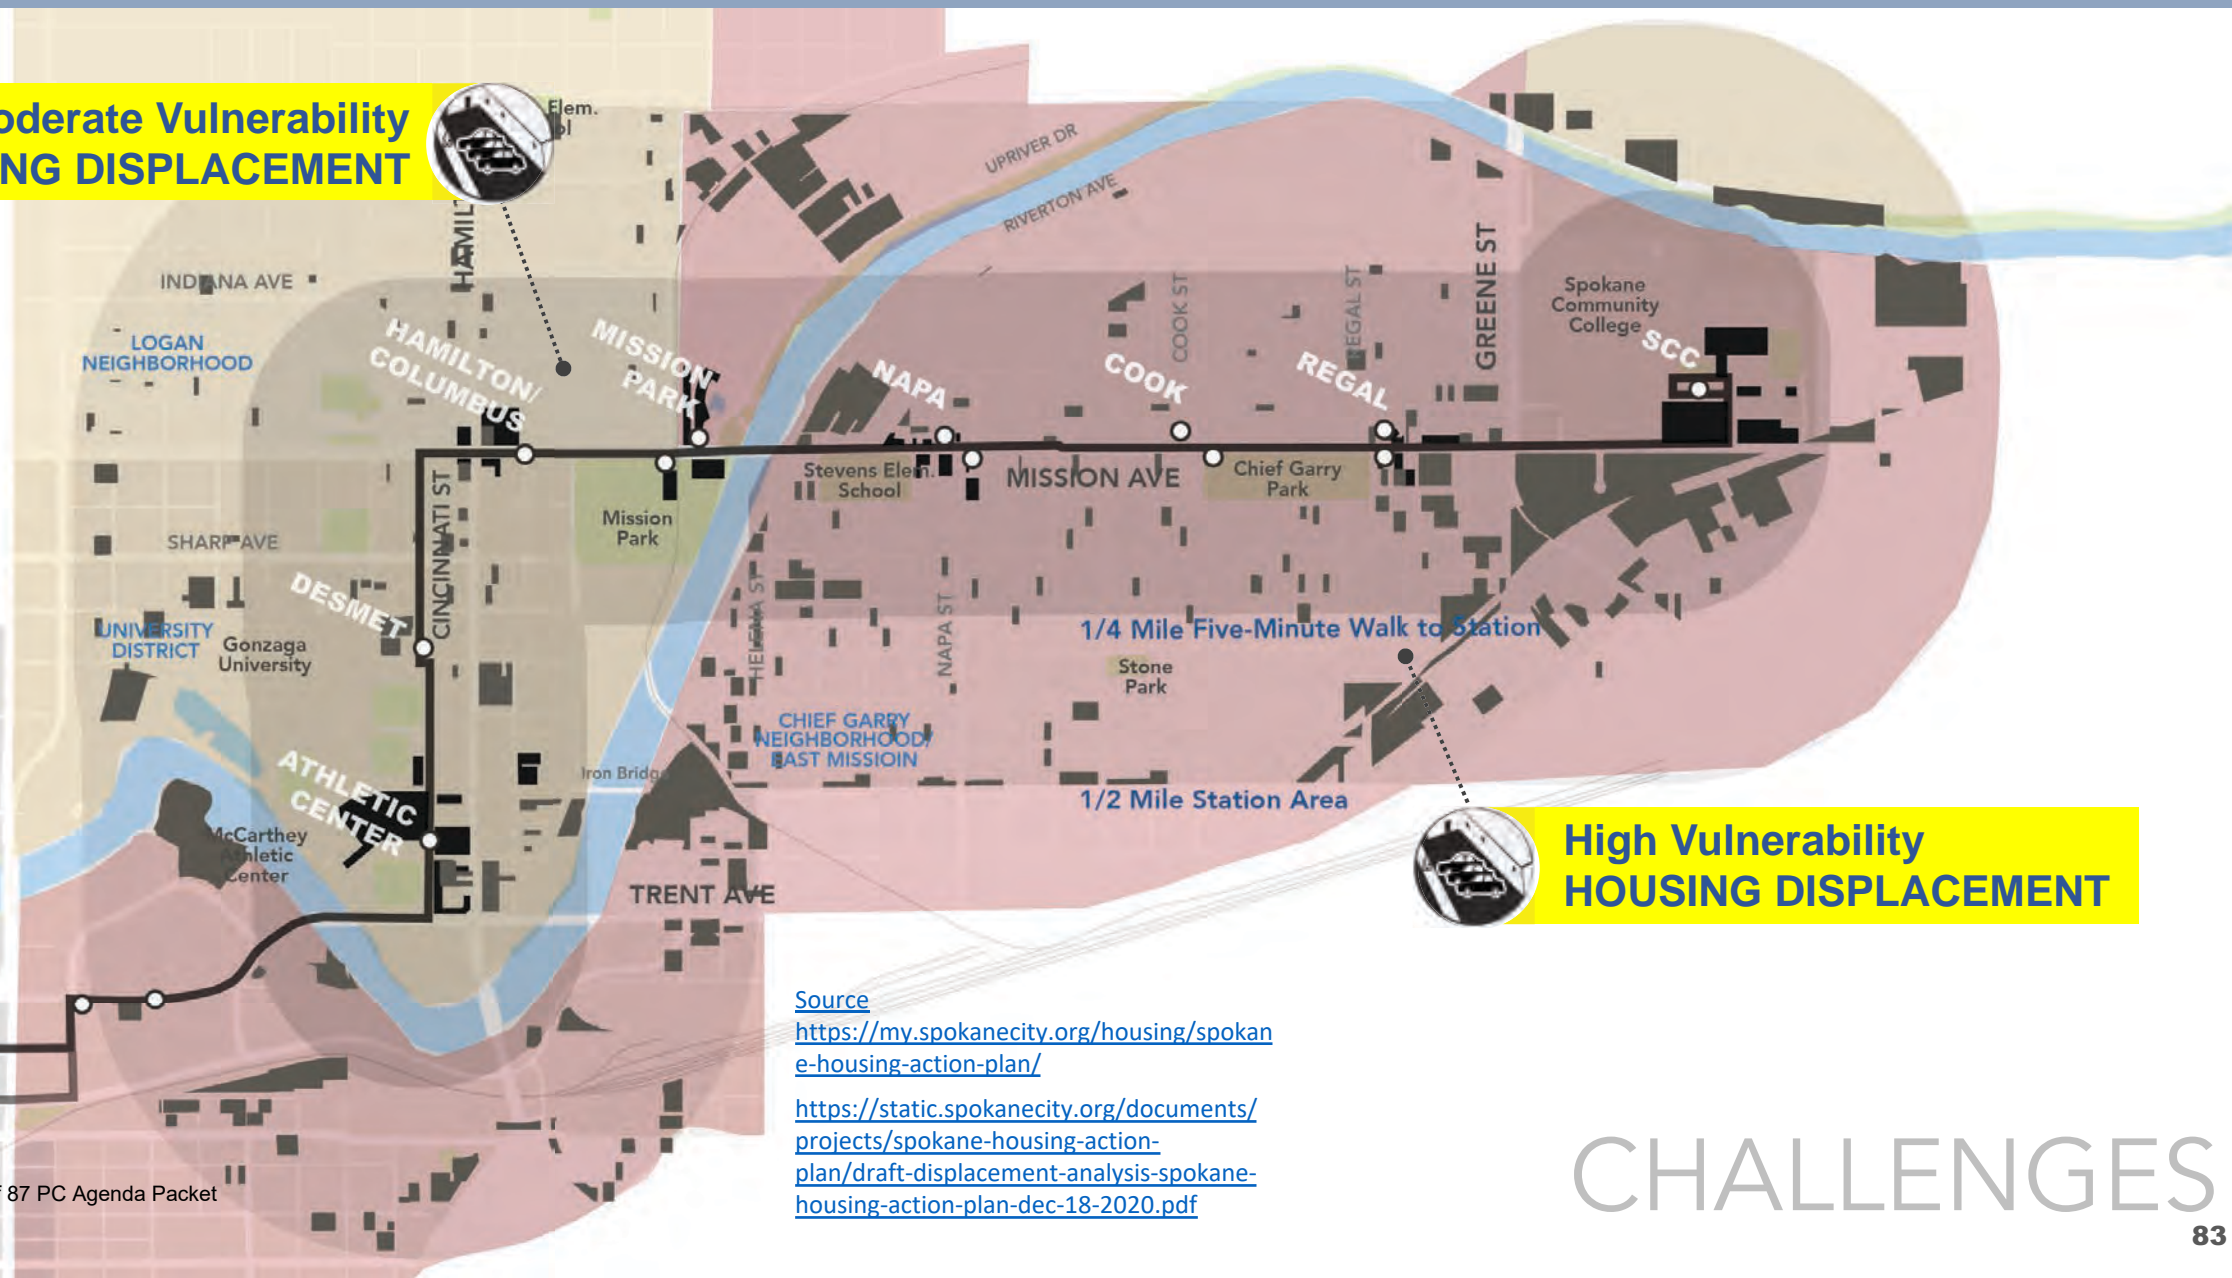 oderate Vulnerability
NG DISPLACEMENT
Elem.
UPRIVER DR
RIVERTON AVE
INDIANA AVE
LOGAN
NEIGHBORHOOD
HAMILTON/
COLUMBUS
MISSION
PARK
NAPA
COOK
COOK ST
REGAL
REGAL ST
GREENE ST
Spokane
Community
College
SCC
Stevens Elem.
School
MISSION AVE
Chief Garry
Park
CINCINNATI ST
Mission
Park
SHARP AVE
DESMET
UNIVERSITY
DISTRICT
Gonzaga
University
HELENA ST
NAPA ST
1/4 Mile Five-Minute Walk to Station
Stone
Park
CHIEF GARRY
NEIGHBORHOOD/
EAST MISSIOIN
Iron Bridge
1/2 Mile Station Area
ATHLETIC
CENTER
McCarthey
Athletic
Center
TRENT AVE
High Vulnerability
HOUSING DISPLACEMENT
Source
https://my.spokanecity.org/housing/spokan
e-housing-action-plan/
https://static.spokanecity.org/documents/
projects/spokane-housing-action-
plan/draft-displacement-analysis-spokane-
housing-action-plan-dec-18-2020.pdf
87 PC Agenda Packet
CHALLENGES
83